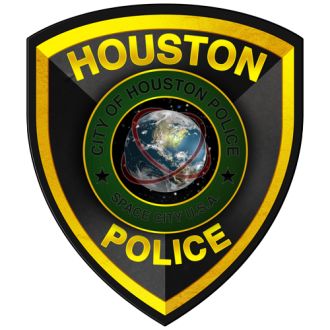 HOUSTON
CITY OF HOUSTON POLICE
SPACE CITY U.S.A.
POLICE